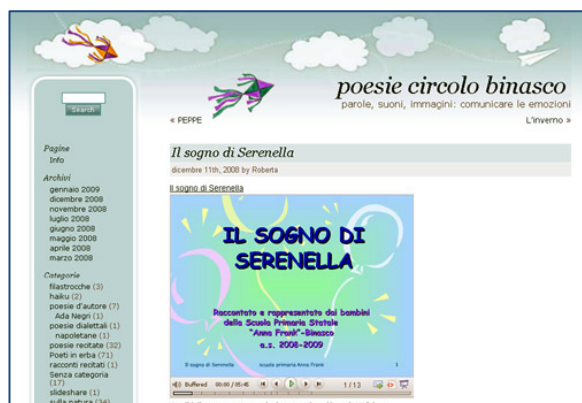 poesie circolo binasco
parole, suoni, immagini: comunicare le emozioni
« PEPPE
L'inverno »
Search
Pagine
Info
Archivi
gennaio 2009
dicembre 2008
novembre 2008
luglio 2008
giugno 2008
maggio 2008
aprile 2008
marzo 2008
Categorie
filastrocche (3)
haiku (2)
poesie d'autore (7)
Ada Negri (1)
poesie dialettali (1)
napoletane (1)
poesie recitate (32)
Poeti in erba (71)
racconti recitati (1)
Senza categoria
(17)
slideshare (1)
Il sogno di Serenella
dicembre 11th, 2008 by Roberta
Il sogno di Serenella
IL SOGNO DI
SERENELLA
Raccontato e rappresentato dai bambini
della Scuola Primaria Statale
"Anna Frank"-Binasco
a.s. 2008-2009
Il sogno di Serenella
scuola primaria Anna Frank
1
Buffered
00:00 / 05:45
1 / 13